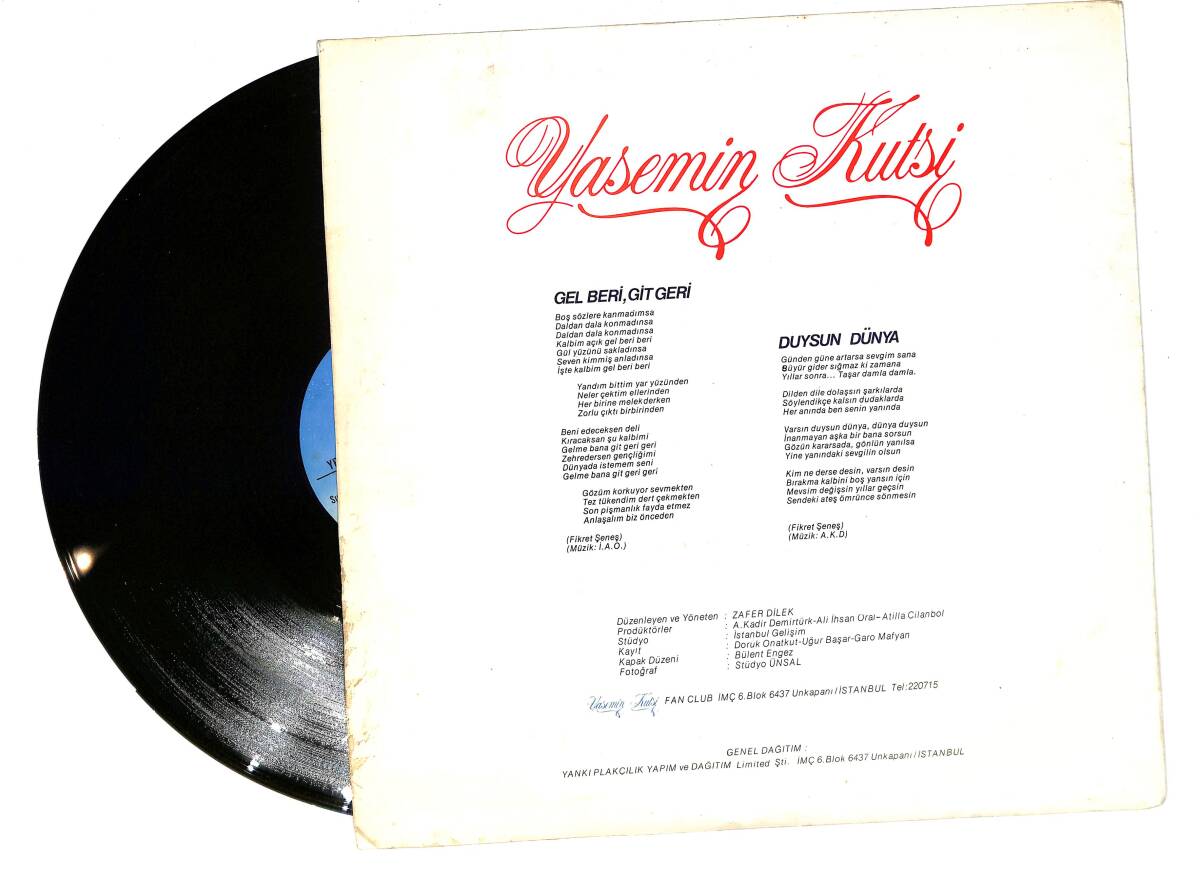 Yasemin Kutsi
GEL BERİ, GİT GERİ
Boş sözlere kanmadımsa
Daldan dala konmadınsa
Daldan dala konmadınsa
Kalbim açık gel beri beri
Gül yüzünü sakladınsa
Seven kimmiş anladınsa
İşte kalbim gel beri beri
Yandım bittim yar yüzünden
Neler çektim ellerinden
Her birine melek derken
Zorlu çıktı birbirinden
Beni edeceksen deli
Kıracaksan şu kalbimi
Gelme bana git geri geri
Zehredersen gençliğimi
Dünyada istemem seni
Gelme bana git geri geri
Gözüm korkuyor sevmekten
Tez tükendim dert çekmekten
Son pişmanlık fayda etmez
Anlaşalım biz önceden
(Fikret Şeneş)
(Müzik: İ.A.O.)
DUYSUN DÜNYA
Günden güne artarsa sevgim sana
Büyür gider sığmaz ki zamana
Yıllar sonra... Taşar damla damla.
Dilden dile dolaşsın şarkılarda
Söylendikçe kalsın dudaklarda
Her anında ben senin yanında
Varsın duysun dünya, dünya duysun
İnanmayan aşka bir bana sorsun
Gözün kararsada, gönlün yanılsa
Yine yanındaki sevgilin olsun
Kim ne derse desin, varsın desin
Bırakma kalbini boş yansın için
Mevsim değişsin yıllar geçsin
Sendeki ateş ömrünce sönmesin
(Fikret Şeneş)
(Müzik: A.K.D)
Düzenleyen ve Yöneten : ZAFER DİLEK
Prodüktörler : A.Kadir Demirtürk-Ali İhsan Oral-Atilla Cilanbol
Stüdyo : İstanbul Gelişim
Kayıt : Doruk Onatkut-Uğur Başar-Garo Mafyan
Kapak Düzeni : Bülent Engez
Fotoğraf : Stüdyo ÜNSAL
Yasemin Kutsi FAN CLUB İMÇ 6.Blok 6437 Unkapanı/İSTANBUL Tel:220715
GENEL DAĞITIM :
YANKI PLAKÇILIK YAPIM ve DAĞITIM Limited Şti. İMÇ 6.Blok 6437 Unkapanı/İSTANBUL